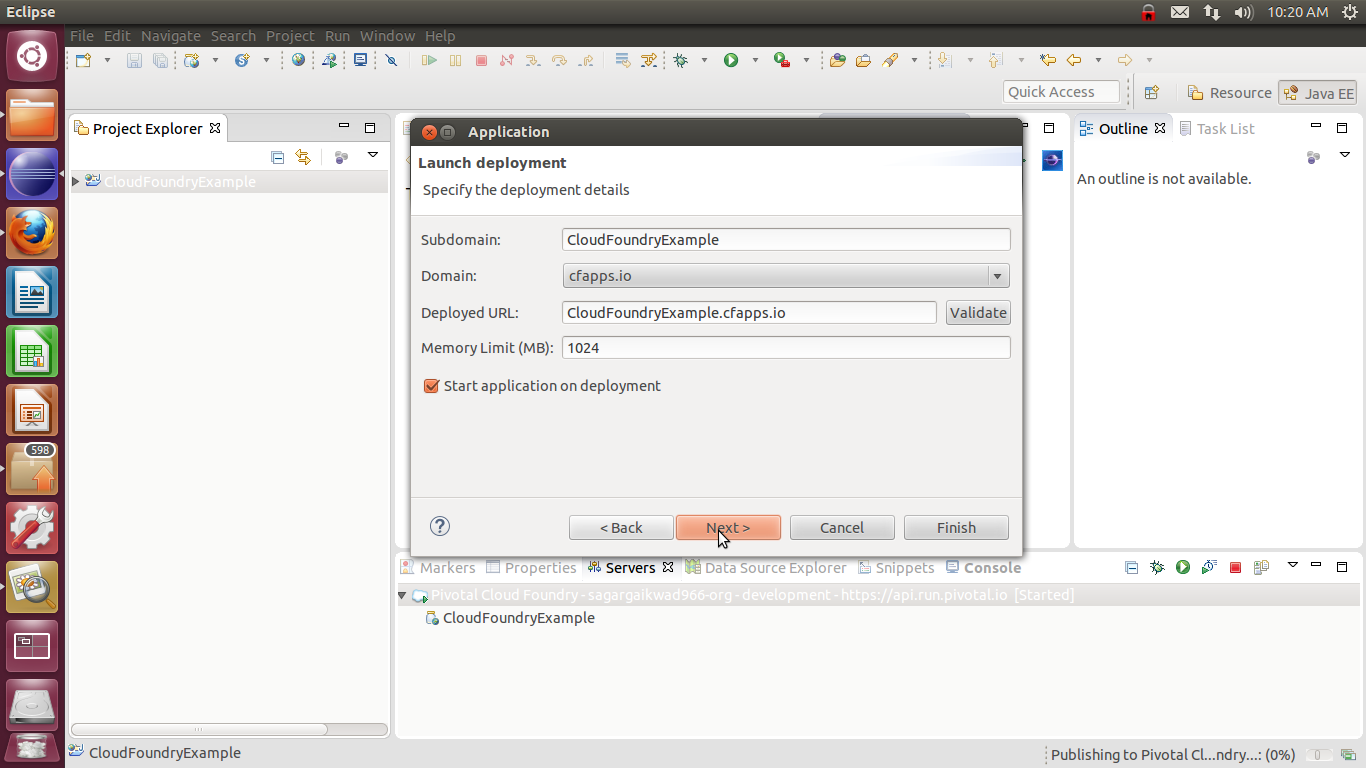 Eclipse
10:20 AM
File Edit Navigate Search Project Run Window Help
Quick Access
Resource
Java EE
Project Explorer
CloudFoundryExample
Application
Launch deployment
Specify the deployment details
Subdomain: CloudFoundryExample
Domain: cfapps.io
Deployed URL: CloudFoundryExample.cfapps.io Validate
Memory Limit (MB): 1024
Start application on deployment
< Back Next > Cancel Finish
Outline Task List
An outline is not available.
Markers Properties Servers Data Source Explorer Snippets Console
Pivotal Cloud Foundry - sagargaikwad966-org - development - https://api.run.pivotal.io [Started]
CloudFoundryExample
598
CloudFoundryExample
Publishing to Pivotal Cl...ndry...: (0%)